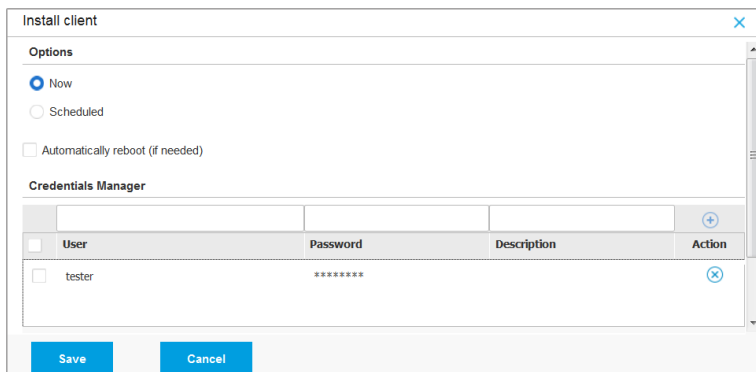 Install client
Options
Now
Scheduled
Automatically reboot (if needed)
Credentials Manager
User Password Description Action
tester ********
Save Cancel